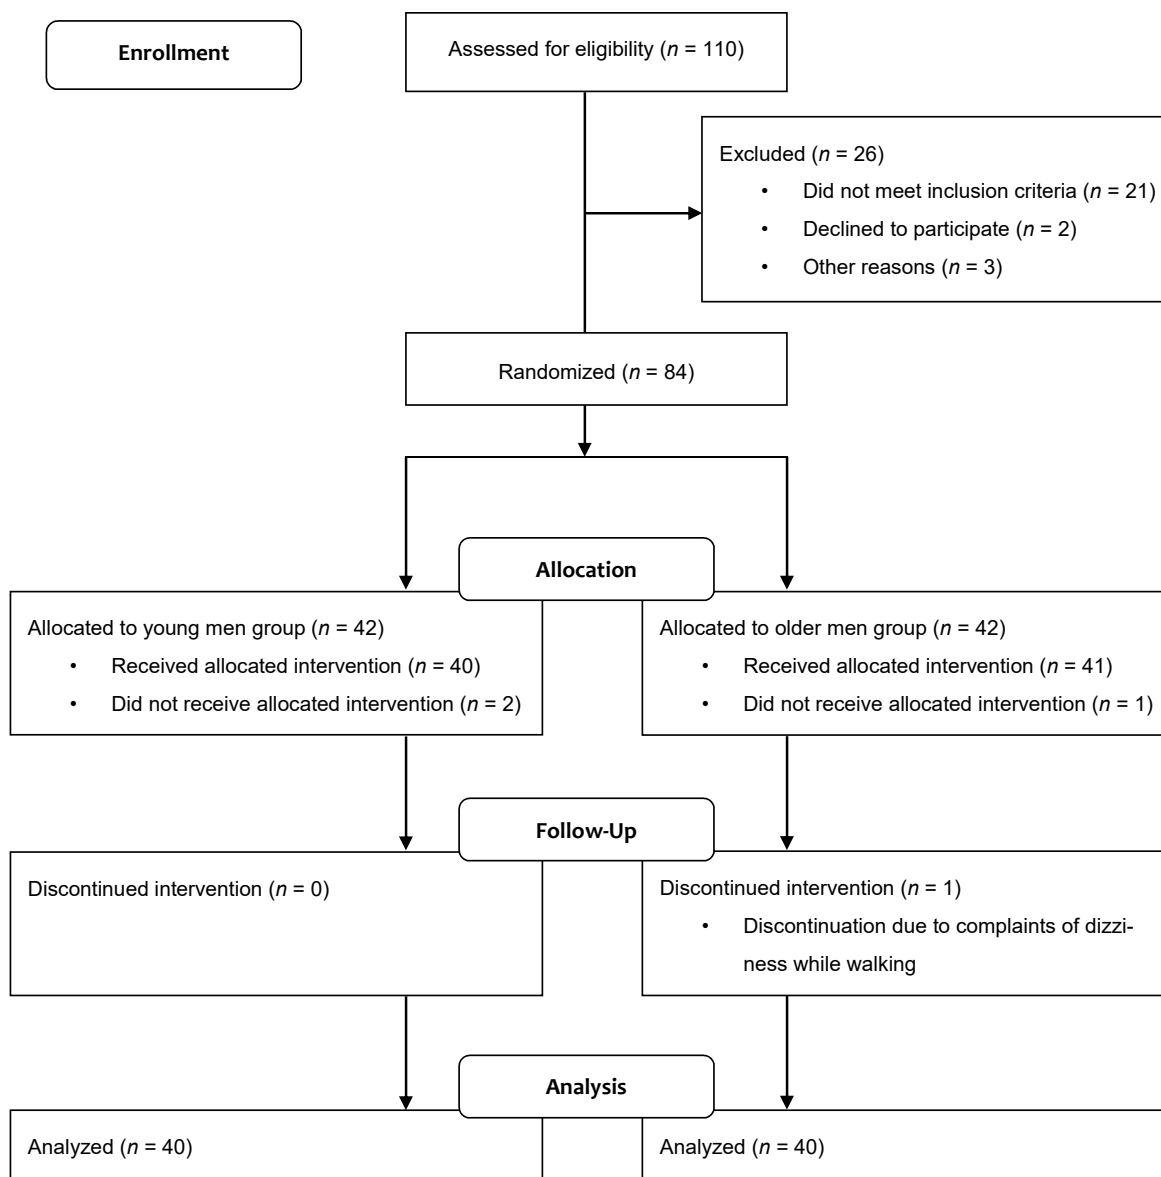 Enrollment
Assessed for eligibility (n = 110)
Excluded (n = 26)
• Did not meet inclusion criteria (n = 21)
• Declined to participate (n = 2)
• Other reasons (n = 3)
Randomized (n = 84)
Allocation
Allocated to young men group (n = 42)
• Received allocated intervention (n = 40)
• Did not receive allocated intervention (n = 2)
Allocated to older men group (n = 42)
• Received allocated intervention (n = 41)
• Did not receive allocated intervention (n = 1)
Follow-Up
Discontinued intervention (n = 0)
Discontinued intervention (n = 1)
• Discontinuation due to complaints of dizzi-
ness while walking
Analysis
Analyzed (n = 40)
Analyzed (n = 40)